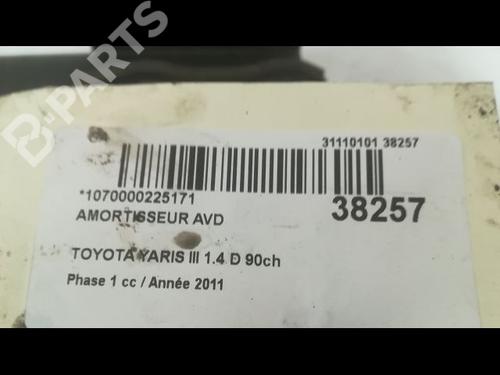 B-PARTS
31110101 38257
*1070000225171
38257
AMORTISSEUR AVD
TOYOTA YARIS III 1.4 D 90ch
Phase 1 cc / Année 2011